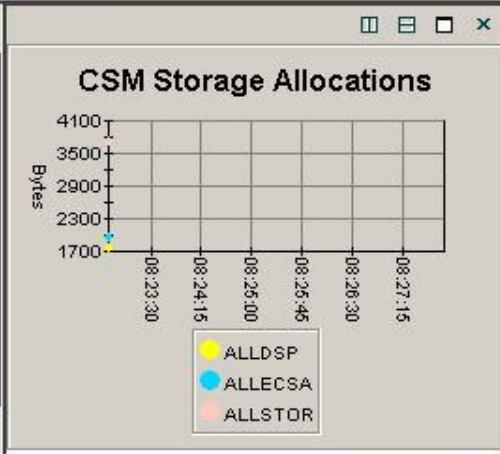 CSM Storage Allocations
Bytes
4100
3500
2900
2300
1700
08:23:30
08:24:15
08:25:00
08:25:45
08:26:30
08:27:15
ALLDSP
ALLECSA
ALLSTOR